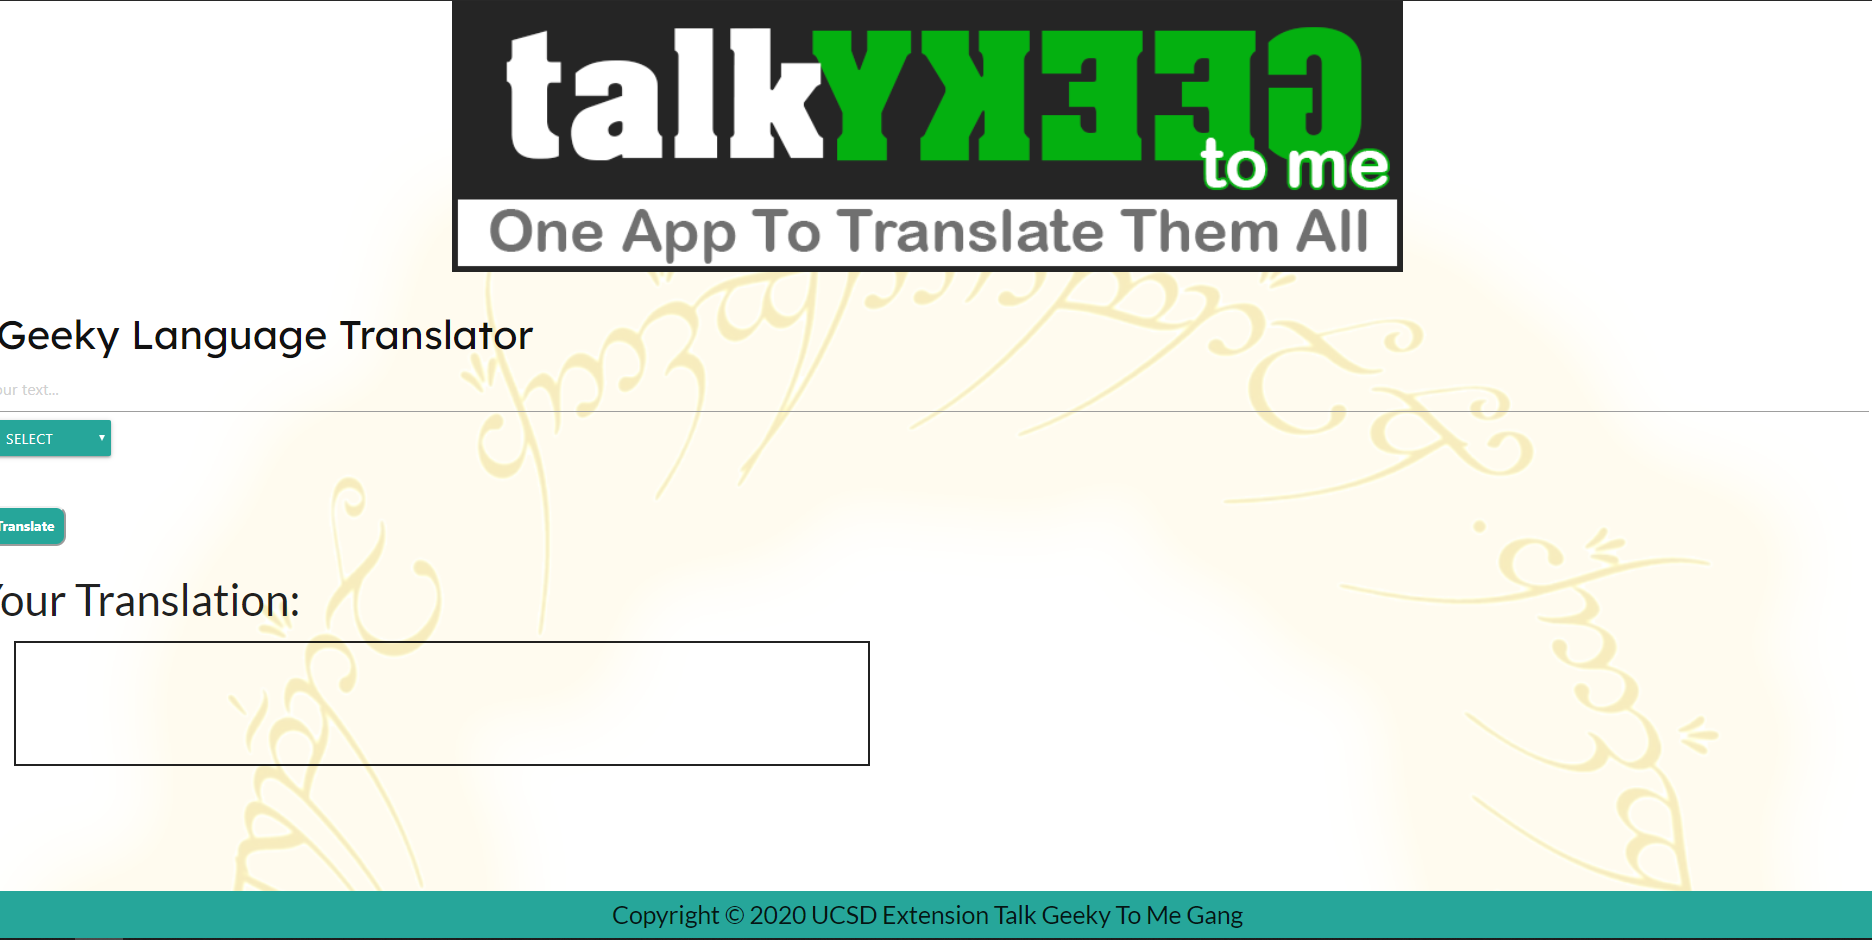 talkYKEEG
to me
One App To Translate Them All
Geeky Language Translator
our text...
SELECT
Translate
Your Translation:
Copyright © 2020 UCSD Extension Talk Geeky To Me Gang